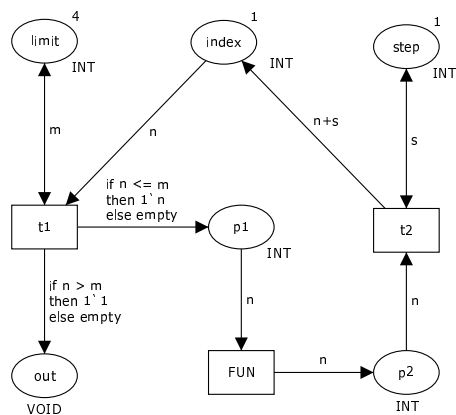 4
limit
INT
1
index
INT
1
step
INT
m
n
n+s
s
if n <= m
then 1`n
else empty
t1
p1
INT
t2
if n > m
then 1`1
else empty
n
n
out
VOID
FUN
n
p2
INT